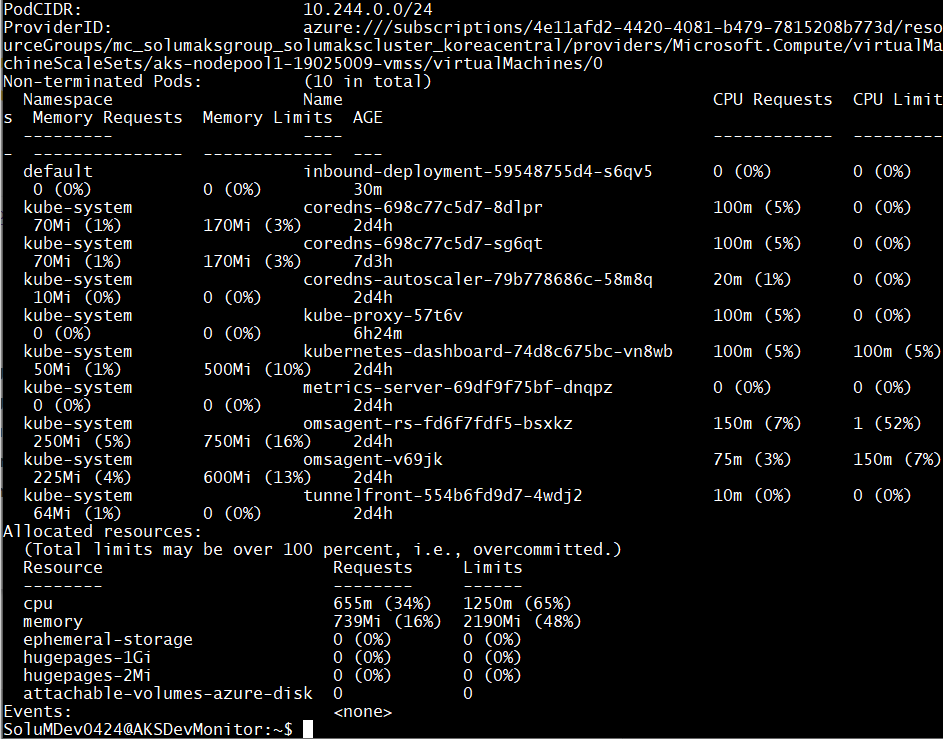 PodCIDR:                      10.244.0.0/24
ProviderID:                   azure:///subscriptions/4e11afd2-4420-4081-b479-7815208b773d/reso
urceGroups/mc_solumaksgroup_solumakscluster_koreacentral/providers/Microsoft.Compute/virtualMa
chineScaleSets/aks-nodepool1-19025009-vmss/virtualMachines/0
Non-terminated Pods:          (10 in total)
  Namespace                   Name                                     CPU Requests  CPU Limit
s  Memory Requests  Memory Limits  AGE
  ---------                   ----                                     ------------  ---------
-  ---------------  -------------  ---
  default                     inbound-deployment-59548755d4-s6qv5      0 (0%)        0 (0%)
   0 (0%)           0 (0%)         30m
  kube-system                 coredns-698c77c5d7-8dlpr                 100m (5%)     0 (0%)
   70Mi (1%)        170Mi (3%)     2d4h
  kube-system                 coredns-698c77c5d7-sg6qt                 100m (5%)     0 (0%)
   70Mi (1%)        170Mi (3%)     7d3h
  kube-system                 coredns-autoscaler-79b778686c-58m8q      20m (1%)      0 (0%)
   10Mi (0%)        0 (0%)         2d4h
  kube-system                 kube-proxy-57t6v                         100m (5%)     0 (0%)
   0 (0%)           0 (0%)         6h24m
  kube-system                 kubernetes-dashboard-74d8c675bc-vn8wb    100m (5%)     100m (5%)
   50Mi (1%)        500Mi (10%)    2d4h
  kube-system                 metrics-server-69df9f75bf-dnqpz          0 (0%)        0 (0%)
   0 (0%)           0 (0%)         2d4h
  kube-system                 omsagent-rs-fd6f7fdf5-bsxkz              150m (7%)     1 (52%)
   250Mi (5%)       750Mi (16%)    2d4h
  kube-system                 omsagent-v69jk                           75m (3%)      150m (7%)
   225Mi (4%)       600Mi (13%)    2d4h
  kube-system                 tunnelfront-554b6fd9d7-4wdj2             10m (0%)      0 (0%)
   64Mi (1%)        0 (0%)         2d4h
Allocated resources:
  (Total limits may be over 100 percent, i.e., overcommitted.)
  Resource                       Requests     Limits
  --------                       --------     ------
  cpu                            655m (34%)   1250m (65%)
  memory                         739Mi (16%)  2190Mi (48%)
  ephemeral-storage              0 (0%)       0 (0%)
  hugepages-1Gi                  0 (0%)       0 (0%)
  hugepages-2Mi                  0 (0%)       0 (0%)
  attachable-volumes-azure-disk  0            0
Events:                          <none>
SoluMDev0424@AKSDevMonitor:~$